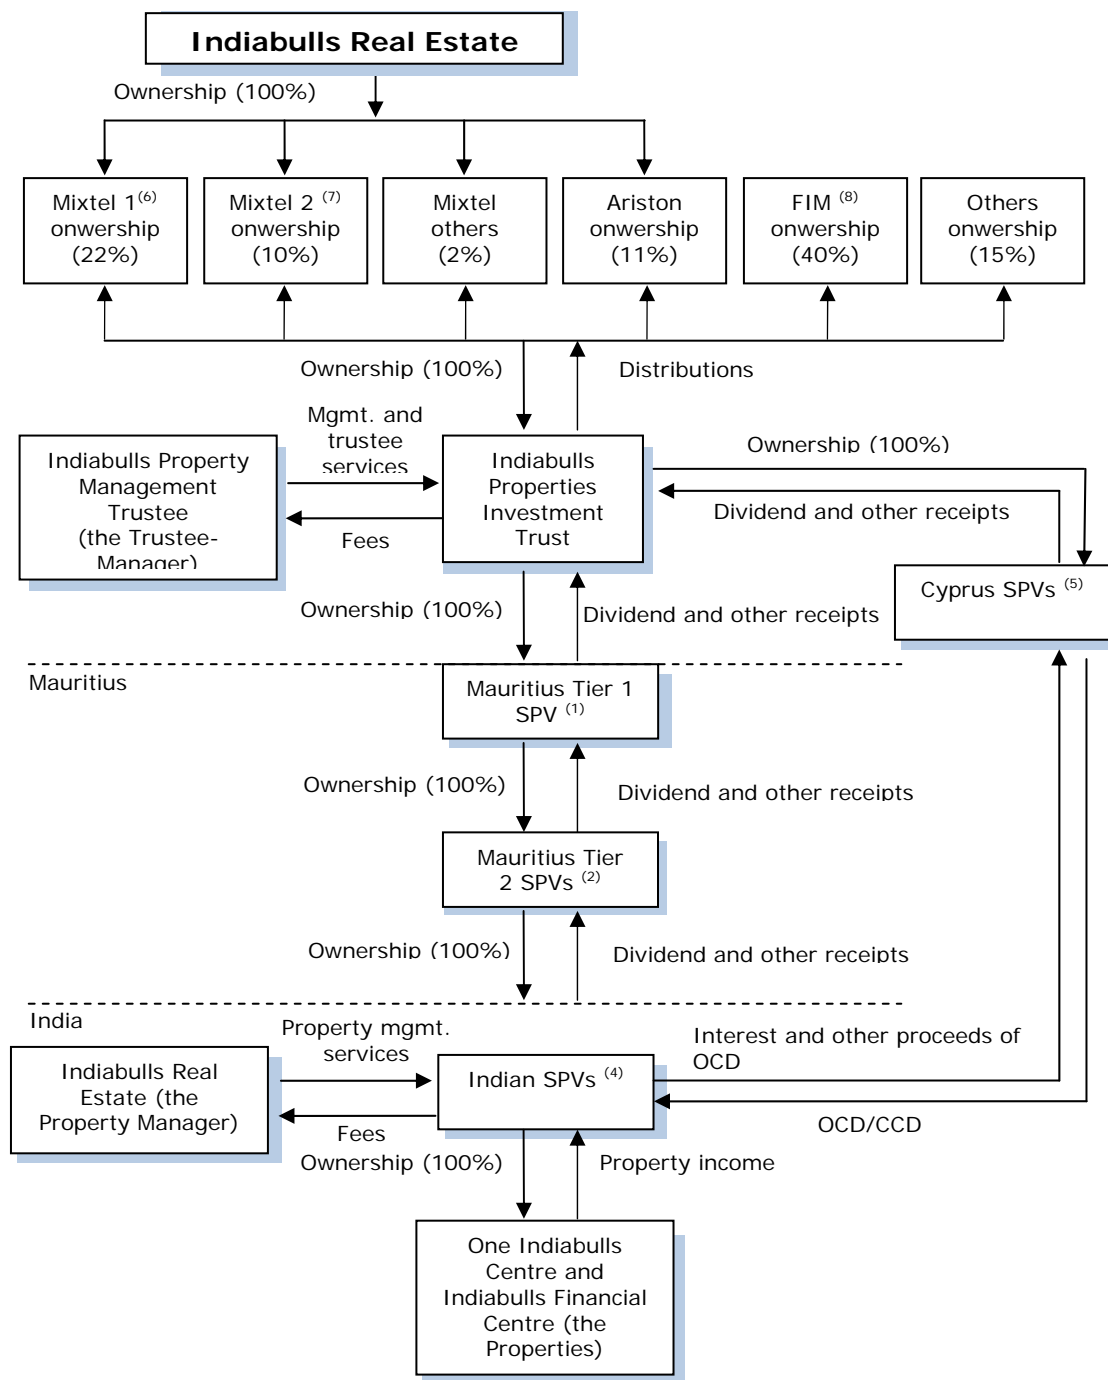 Indiabulls Real Estate
Ownership (100%)
Mixtel 1 (6)
onwership
(22%)
Mixtel 2 (7)
onwership
(10%)
Mixtel
others
(2%)
Ariston
onwership
(11%)
FIM (8)
onwership
(40%)
Others
onwership
(15%)
Ownership (100%)
Distributions
Mgmt. and
trustee
services
Indiabulls Property
Management
Trustee
(the Trustee-
Manager)
Fees
Indiabulls
Properties
Investment
Trust
Ownership (100%)
Dividend and other receipts
Cyprus SPVs (5)
Ownership (100%)
Dividend and other receipts
Mauritius
Mauritius Tier 1
SPV (1)
Ownership (100%)
Dividend and other receipts
Mauritius Tier
2 SPVs (2)
Ownership (100%)
Dividend and other receipts
India
Property mgmt.
services
Indiabulls Real
Estate (the
Property Manager)
Fees
Indian SPVs (4)
Interest and other proceeds of
OCD
OCD/CCD
Ownership (100%)
Property income
One Indiabulls
Centre and
Indiabulls Financial
Centre (the
Properties)